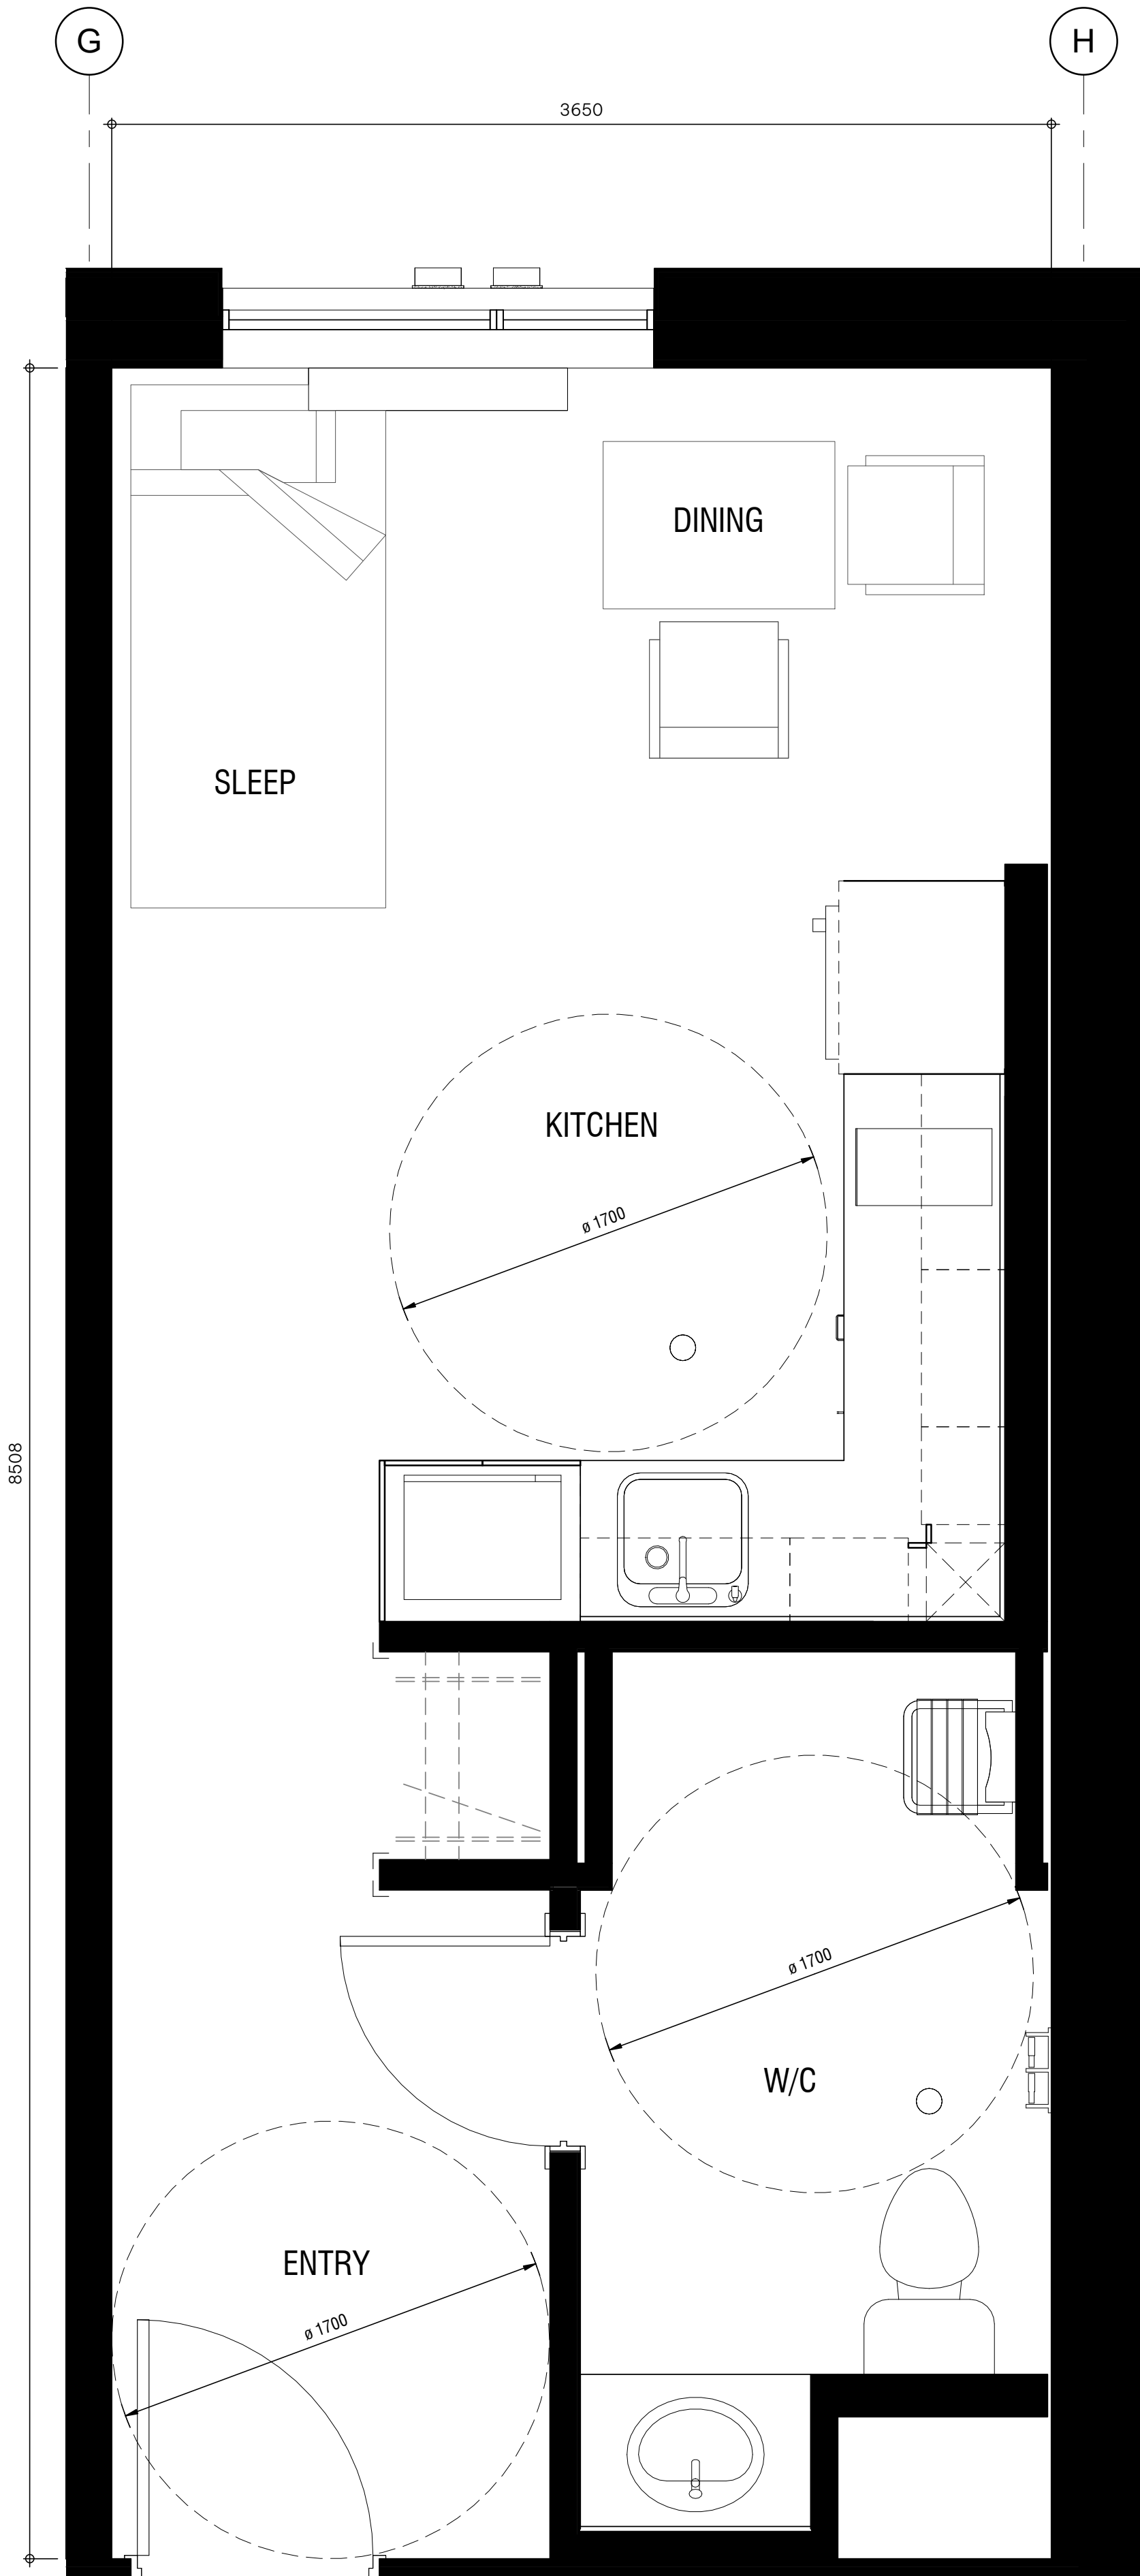 G
H
3650
DINING
SLEEP
KITCHEN
ø 1700
8508
ø 1700
W/C
ENTRY
ø 1700